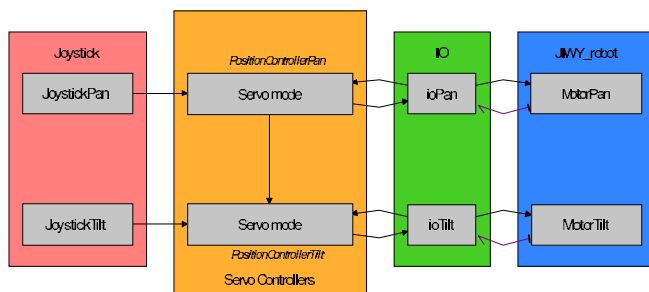 Joystick
IO
JIWY_robot
PositionControllerPan
JoystickPan
Servo mode
ioPan
MotorPan
JoystickTilt
Servo mode
ioTilt
MotorTilt
PositionControllerTilt
Servo Controllers